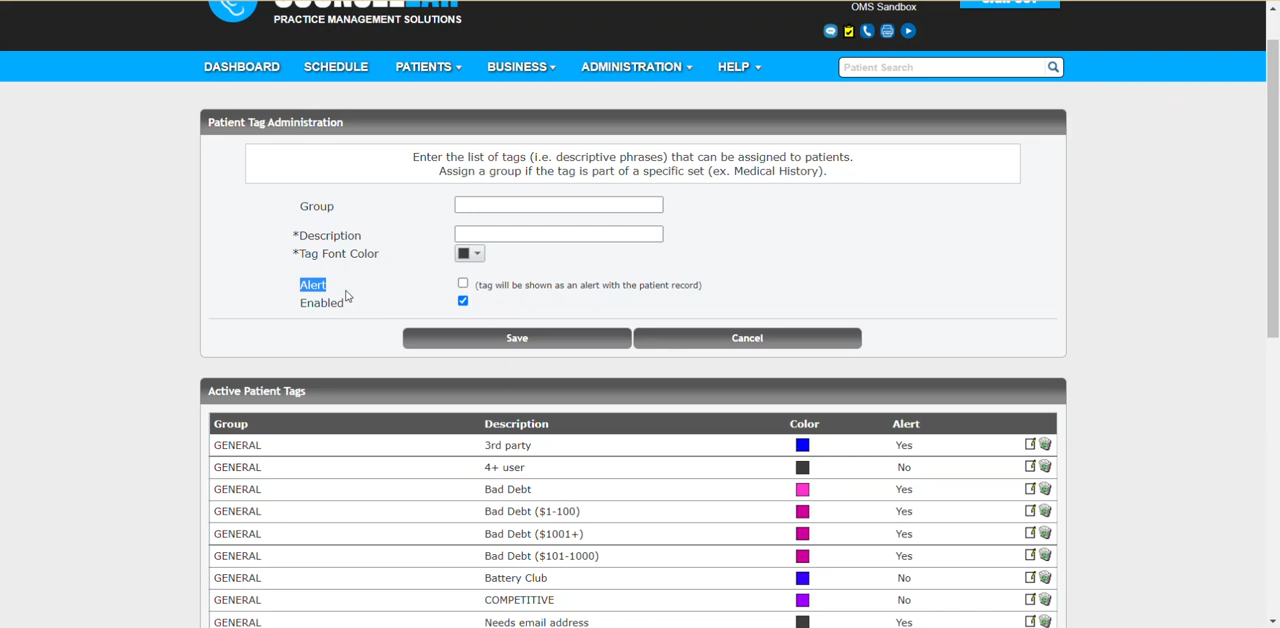 PRACTICE MANAGEMENT SOLUTIONS
OMS Sandbox
DASHBOARD SCHEDULE PATIENTS BUSINESS ADMINISTRATION HELP Patient Search
Patient Tag Administration
Enter the list of tags (i.e. descriptive phrases) that can be assigned to patients.
Assign a group if the tag is part of a specific set (ex. Medical History).
Group
*Description
*Tag Font Color
Alert (tag will be shown as an alert with the patient record)
Enabled
Save Cancel
Active Patient Tags
Group Description Color Alert
GENERAL 3rd party Yes
GENERAL 4+ user No
GENERAL Bad Debt Yes
GENERAL Bad Debt ($1-100) Yes
GENERAL Bad Debt ($1001+) Yes
GENERAL Bad Debt ($101-1000) Yes
GENERAL Battery Club No
GENERAL COMPETITIVE No
GENERAL Needs email address Yes